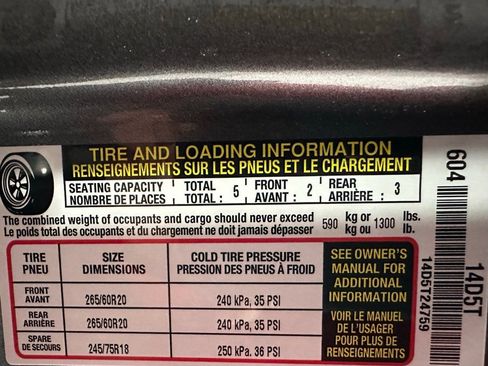 TIRE AND LOADING INFORMATION
RENSEIGNEMENTS SUR LES PNEUS ET LE CHARGEMENT
SEATING CAPACITY TOTAL 5 FRONT 2 REAR 3
NOMBRE DE PLACES TOTAL : AVANT : ARRIÈRE :
The combined weight of occupants and cargo should never exceed 590 kg or 1300 lbs.
Le poids total des occupants et du chargement ne doit jamais dépasser kg ou lb.
TIRE SIZE COLD TIRE PRESSURE
PNEU DIMENSIONS PRESSION DES PNEUS À FROID
FRONT
AVANT 265/60R20 240 kPa, 35 PSI
REAR
ARRIÈRE 265/60R20 240 kPa, 35 PSI
SPARE
DE SECOURS 245/75R18 250 kPa. 36 PSI
SEE OWNER'S
MANUAL FOR
ADDITIONAL
INFORMATION
VOIR LE MANUEL
DE L'USAGER
POUR PLUS DE
RENSEIGNEMENTS
604
14D5T
14D5T24759